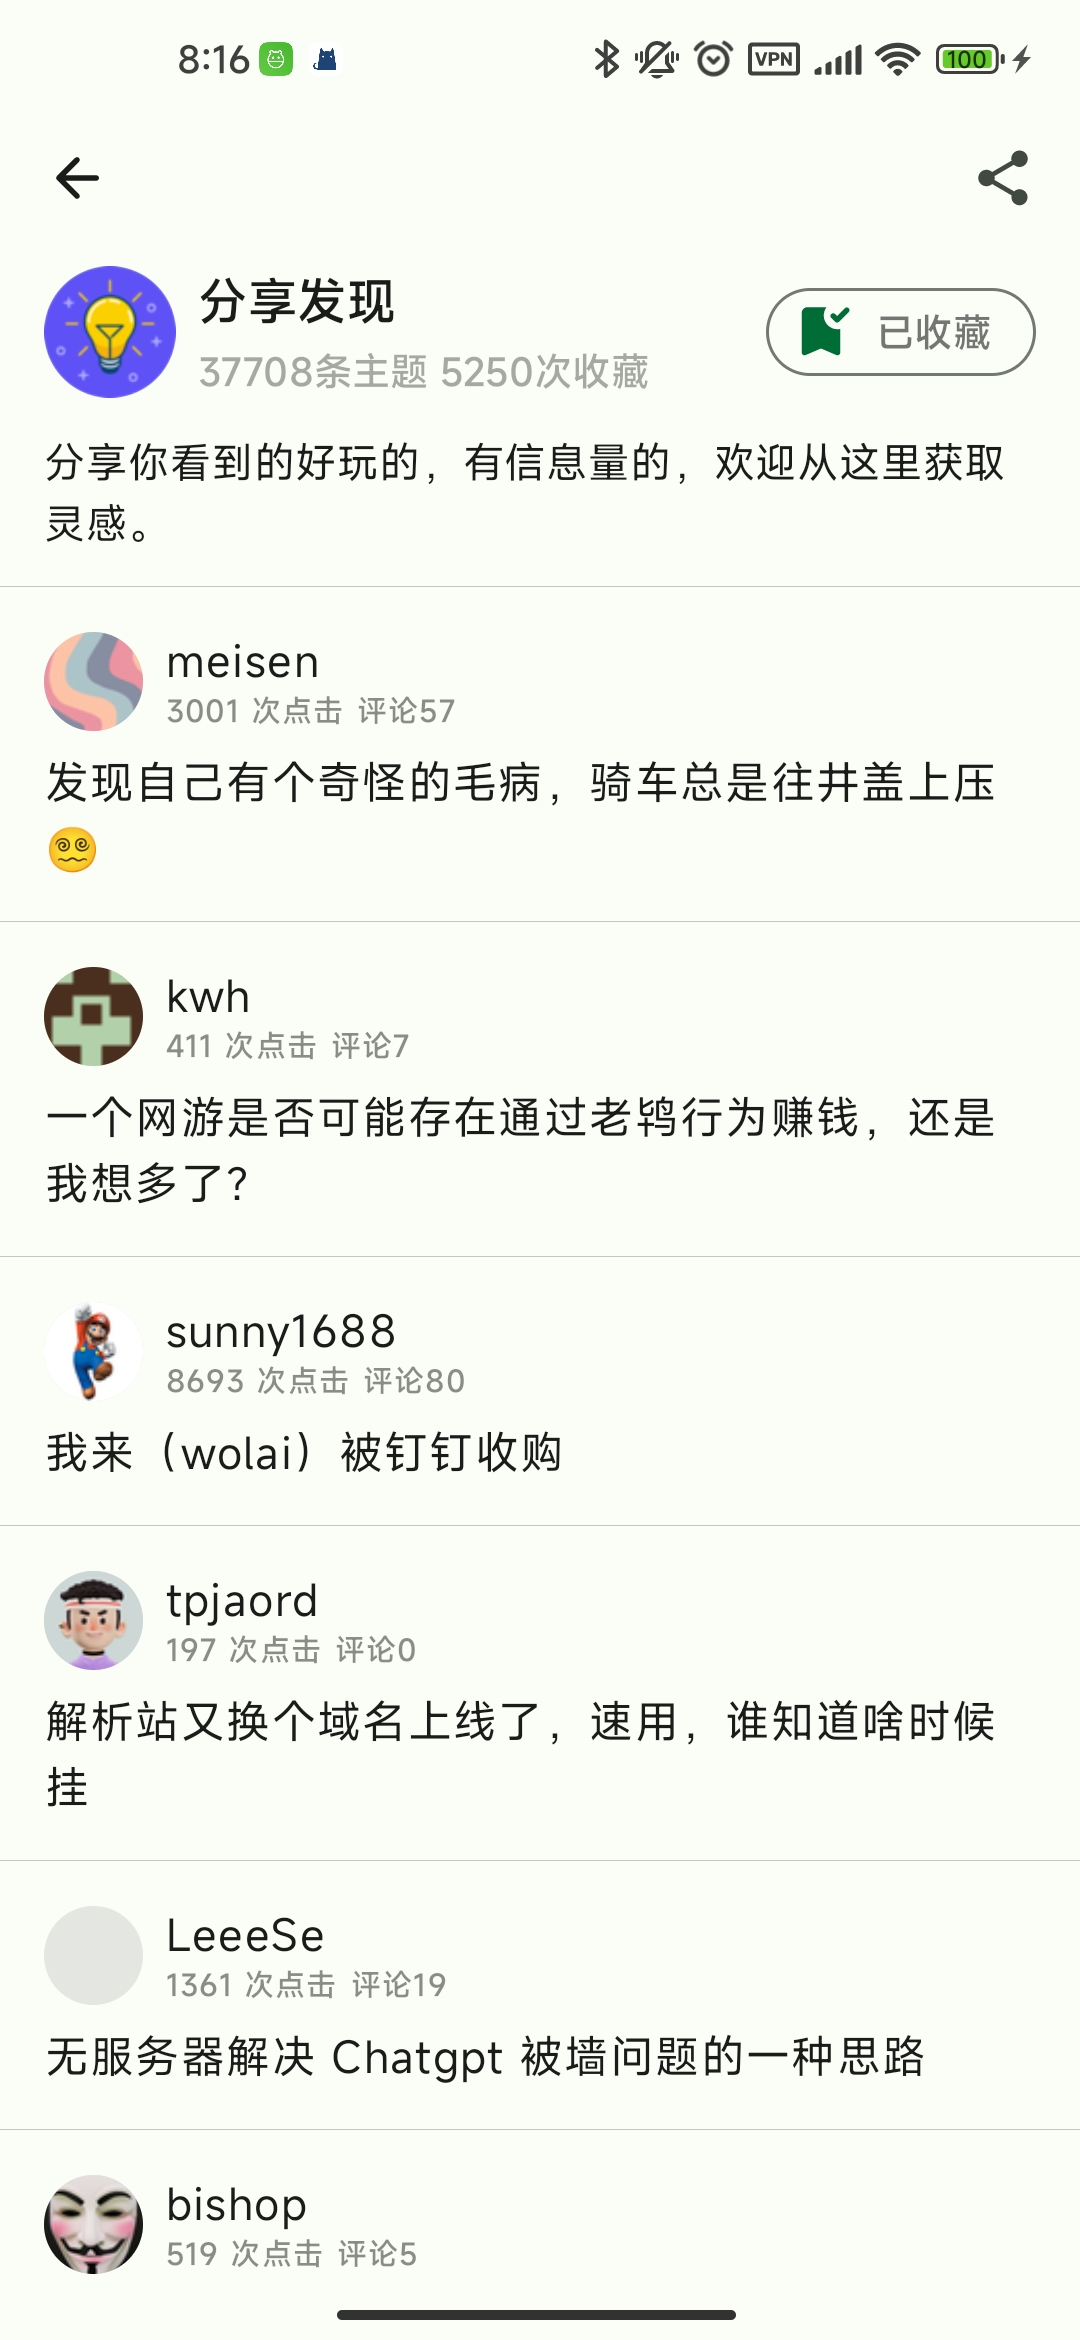 8:16
VPN
100
分享发现
37708条主题 5250次收藏
已收藏
分享你看到的好玩的，有信息量的，欢迎从这里获取
灵感。
meisen
3001 次点击 评论57
发现自己有个奇怪的毛病，骑车总是往井盖上压
😵‍💫
kwh
411 次点击 评论7
一个网游是否可能存在通过老鸨行为赚钱，还是
我想多了？
sunny1688
8693 次点击 评论80
我来（wolai）被钉钉收购
tpjaord
197 次点击 评论0
解析站又换个域名上线了，速用，谁知道啥时候
挂
LeeeSe
1361 次点击 评论19
无服务器解决 Chatgpt 被墙问题的一种思路
bishop
519 次点击 评论5